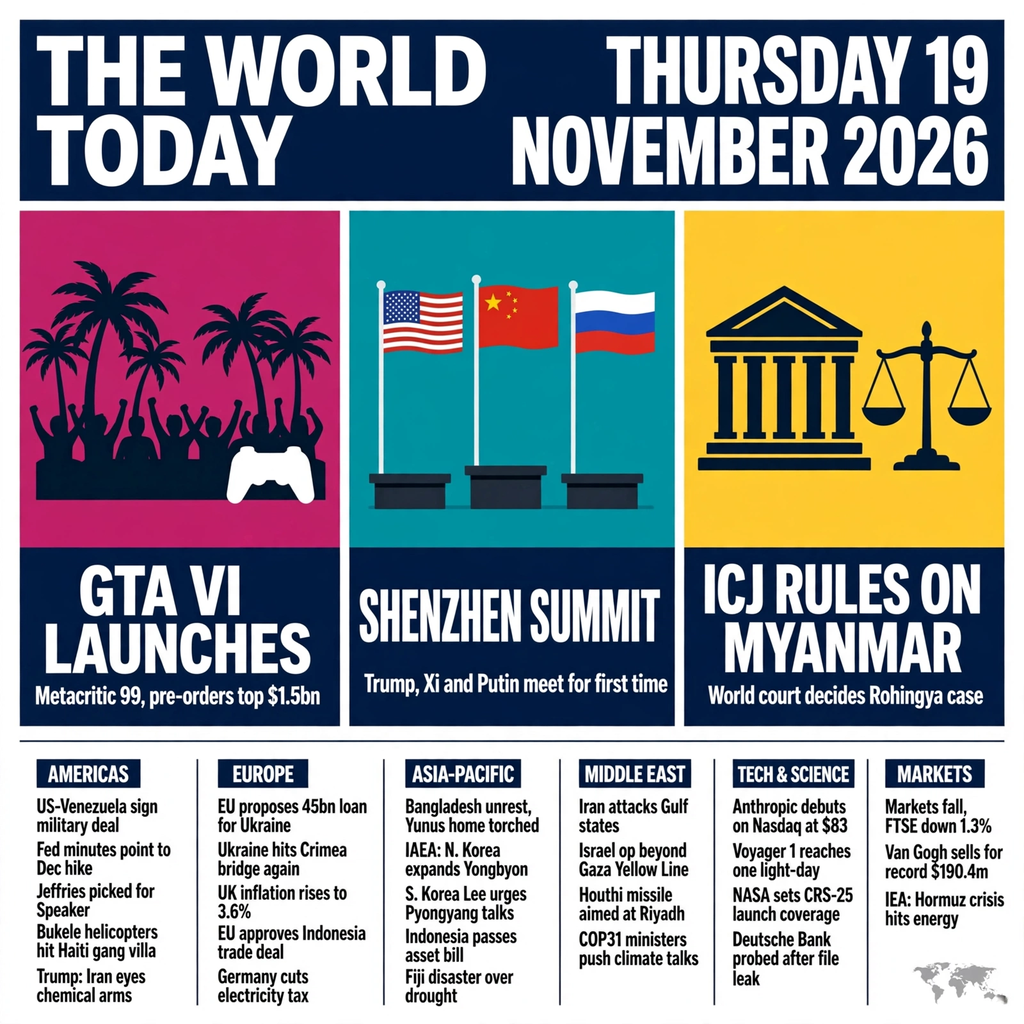 THE WORLD
TODAY
THURSDAY 19
NOVEMBER 2026
GTA VI
LAUNCHES
Metacritic 99, pre-orders top $1.5bn
SHENZHEN SUMMIT
Trump, Xi and Putin meet for first time
ICJ RULES ON
MYANMAR
World court decides Rohingya case
AMERICAS
US-Venezuela sign
military deal
Fed minutes point to
Dec hike
Jeffries picked for
Speaker
Bukele helicopters
hit Haiti gang villa
Trump: Iran eyes
chemical arms
EUROPE
EU proposes 45bn loan
for Ukraine
Ukraine hits Crimea
bridge again
UK inflation rises to
3.6%
EU approves Indonesia
trade deal
Germany cuts
electricity tax
ASIA-PACIFIC
Bangladesh unrest,
Yunus home torched
IAEA: N. Korea
expands Yongbyon
S. Korea Lee urges
Pyongyang talks
Indonesia passes
asset bill
Fiji disaster over
drought
MIDDLE EAST
Iran attacks Gulf
states
Israel op beyond
Gaza Yellow Line
Houthi missile
aimed at Riyadh
COP31 ministers
push climate talks
TECH & SCIENCE
Anthropic debuts
on Nasdaq at $83
Voyager 1 reaches
one light-day
NASA sets CRS-25
launch coverage
Deutsche Bank
probed after file
leak
MARKETS
Markets fall,
FTSE down 1.3%
Van Gogh sells for
record $190.4m
IEA: Hormuz crisis
hits energy